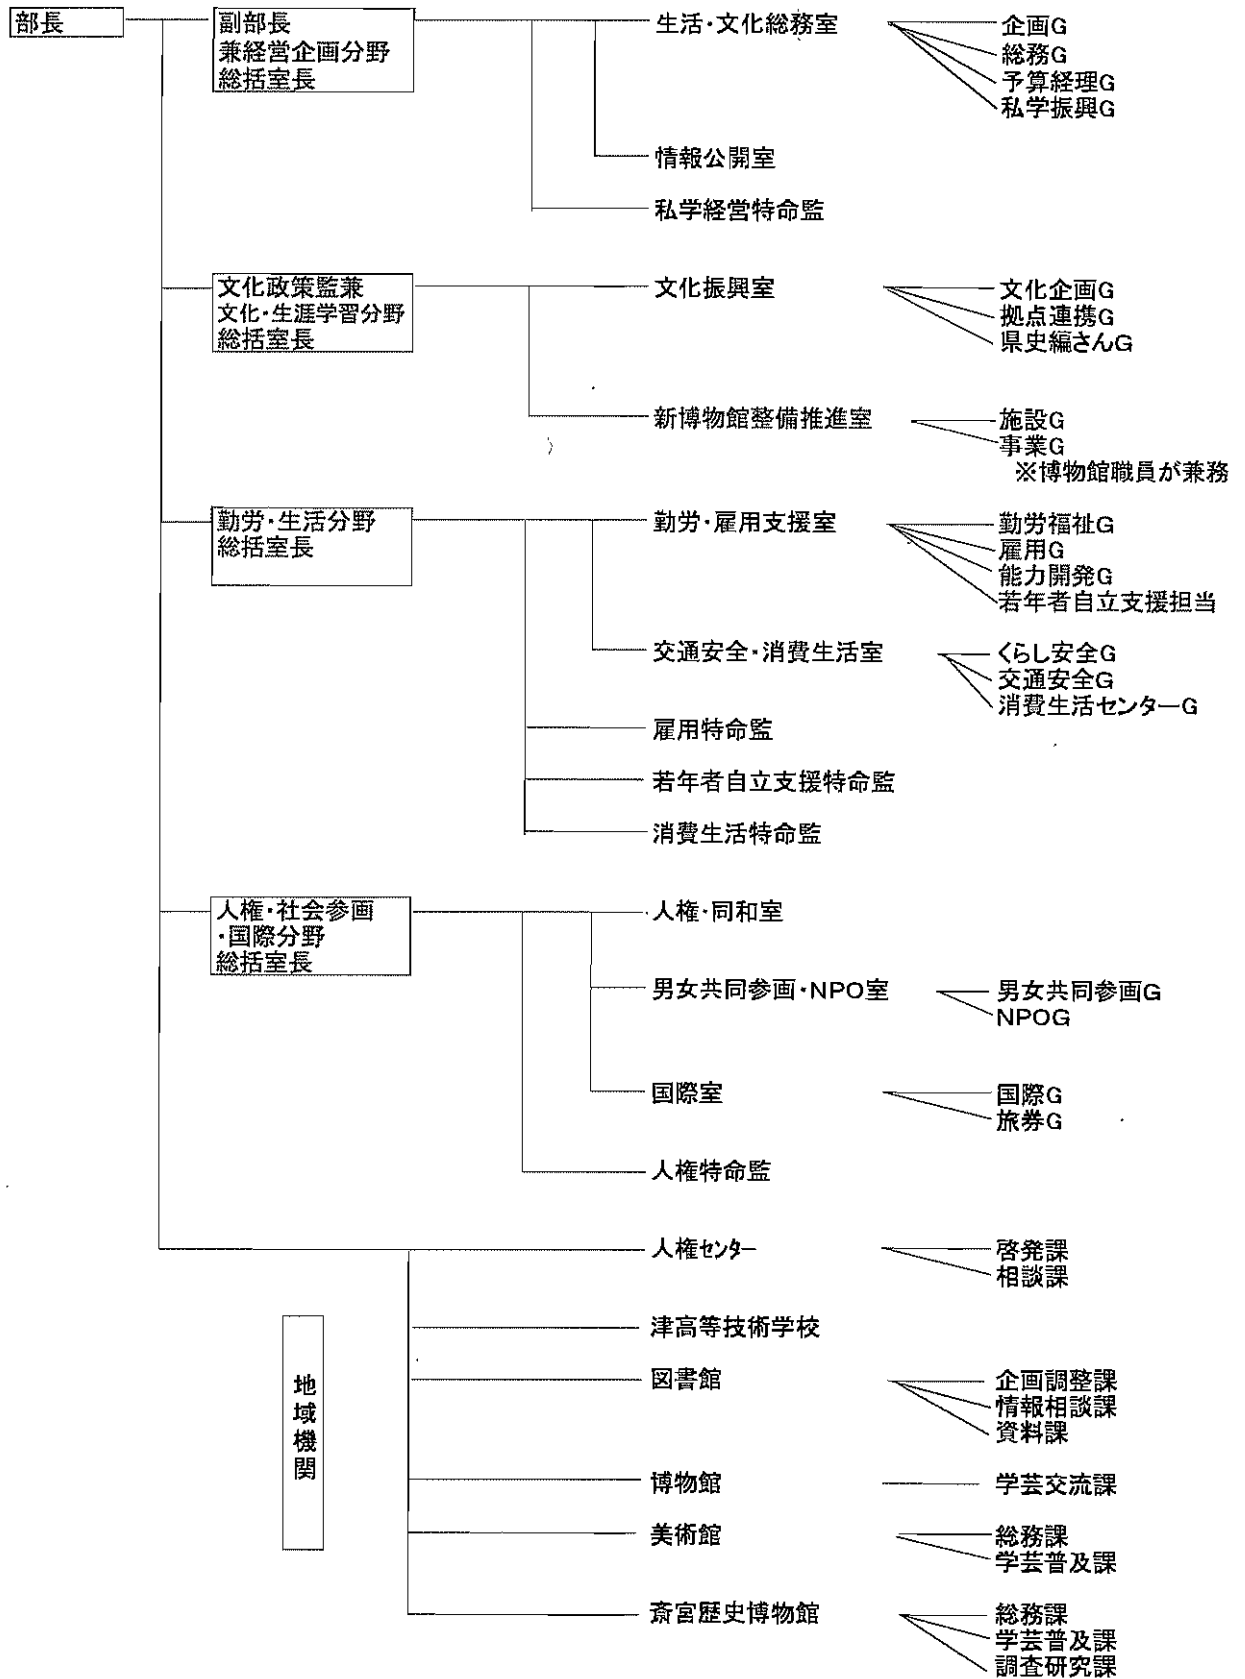 部長
副部長
兼経営企画分野
総括室長
生活・文化総務室
企画G
総務G
予算経理G
私学振興G
情報公開室
私学経営特命監
文化政策監兼
文化・生涯学習分野
総括室長
文化振興室
文化企画G
拠点連携G
県史編さんG
新博物館整備推進室
施設G
事業G
※博物館職員が兼務
勤労・生活分野
総括室長
勤労・雇用支援室
勤労福祉G
雇用G
能力開発G
若年者自立支援担当
交通安全・消費生活室
くらし安全G
交通安全G
消費生活センターG
雇用特命監
若年者自立支援特命監
消費生活特命監
人権・社会参画
・国際分野
総括室長
人権・同和室
男女共同参画・NPO室
男女共同参画G
NPOG
国際室
国際G
旅券G
人権特命監
地域機関
人権センター
啓発課
相談課
津高等技術学校
図書館
企画調整課
情報相談課
資料課
博物館
学芸交流課
美術館
総務課
学芸普及課
斎宮歴史博物館
総務課
学芸普及課
調査研究課